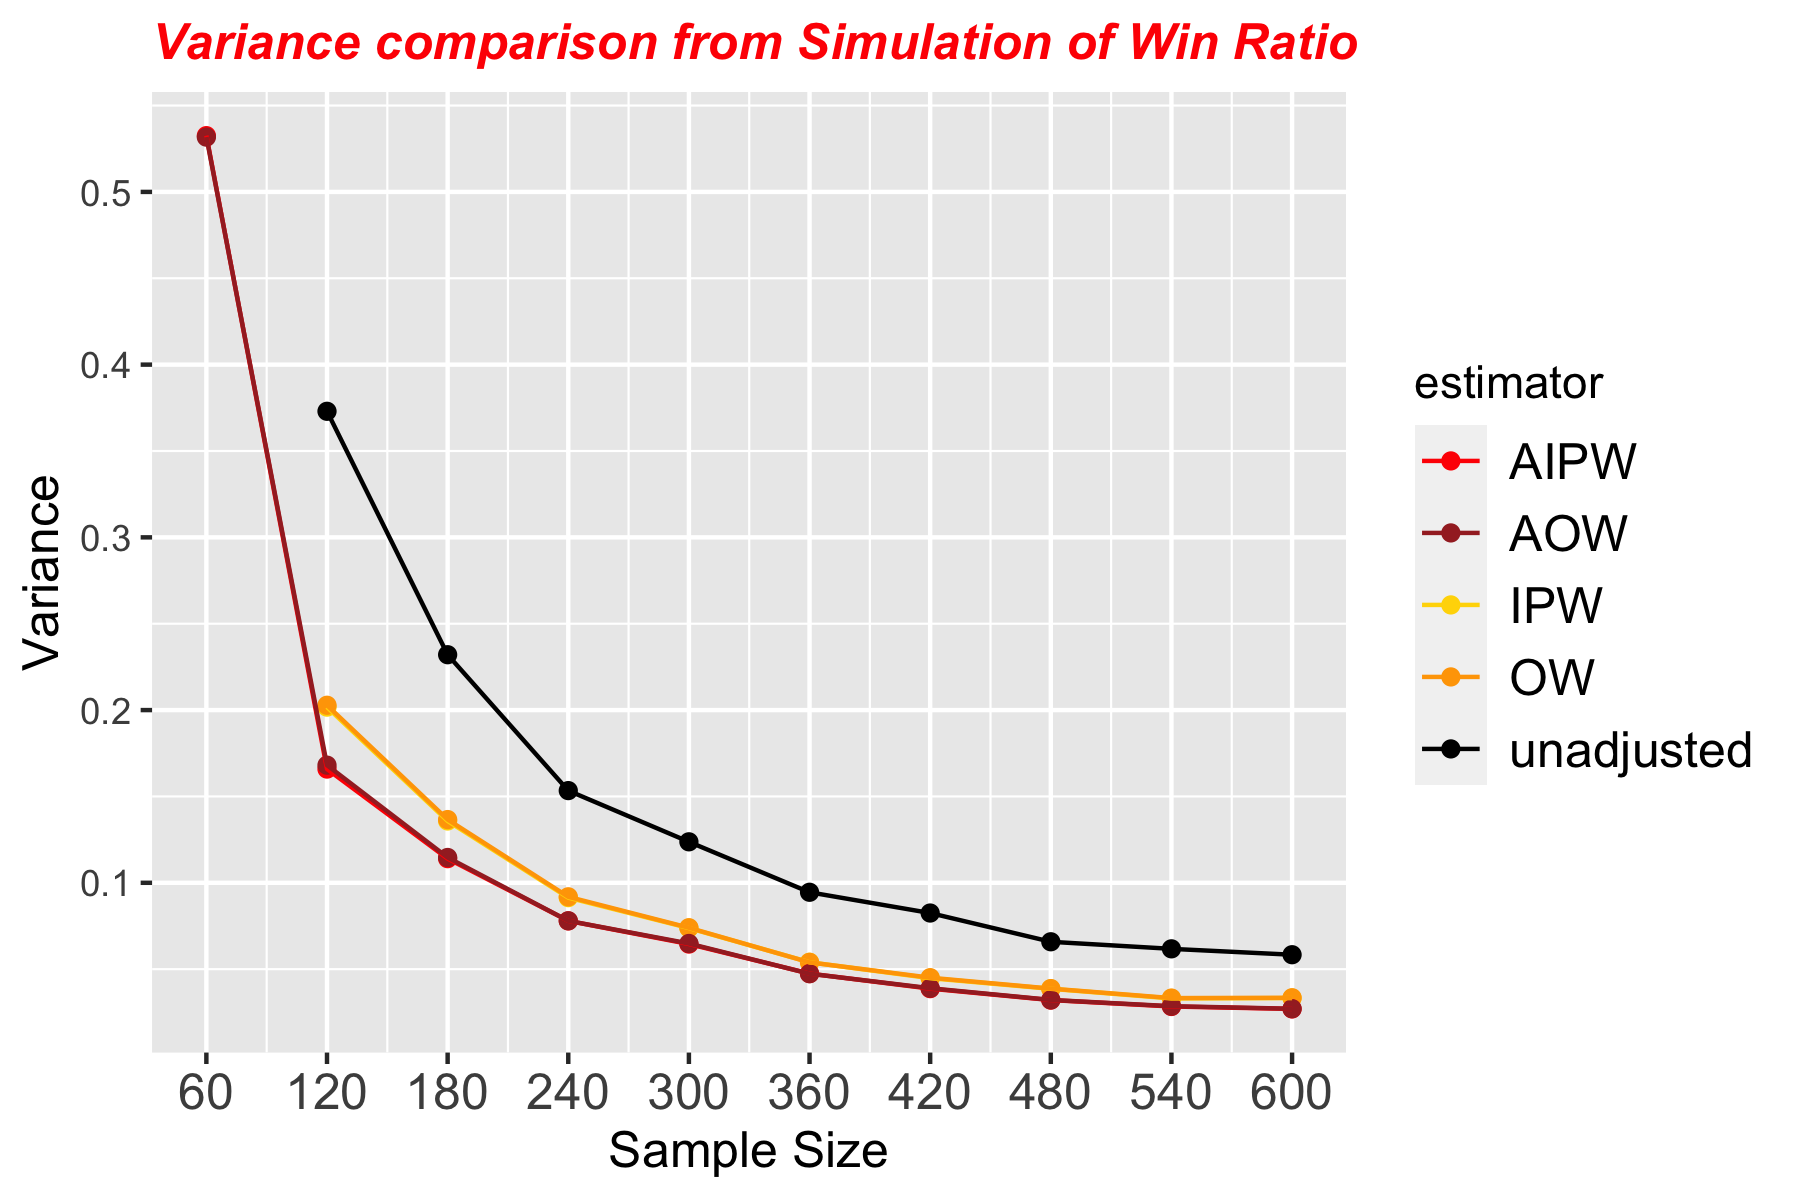 Variance comparison from Simulation of Win Ratio
0.5
0.4
0.3
0.2
0.1
Variance
60 120 180 240 300 360 420 480 540 600
Sample Size
estimator
AIPW
AOW
IPW
OW
unadjusted